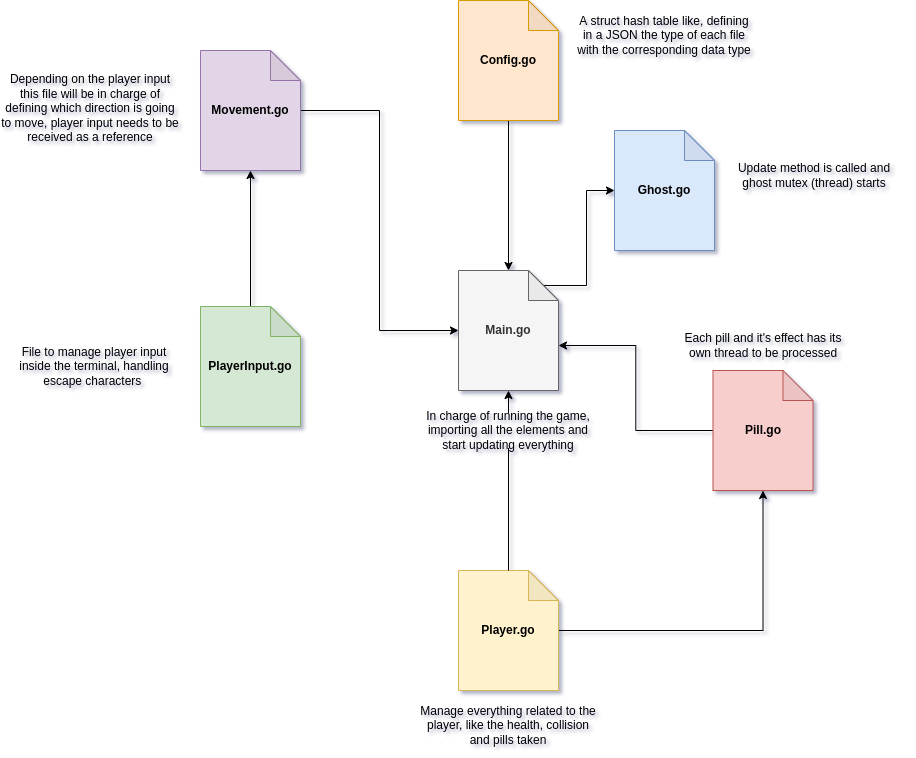 A struct hash table like, defining
in a JSON the type of each file
with the corresponding data type
Config.go
Depending on the player input
this file will be in charge of
defining which direction is going
to move, player input needs to be
received as a reference
Movement.go
Ghost.go
Update method is called and
ghost mutex (thread) starts
Main.go
In charge of running the game,
importing all the elements and
start updating everything
File to manage player input
inside the terminal, handling
escape characters
PlayerInput.go
Each pill and it's effect has its
own thread to be processed
Pill.go
Player.go
Manage everything related to the
player, like the health, collision
and pills taken